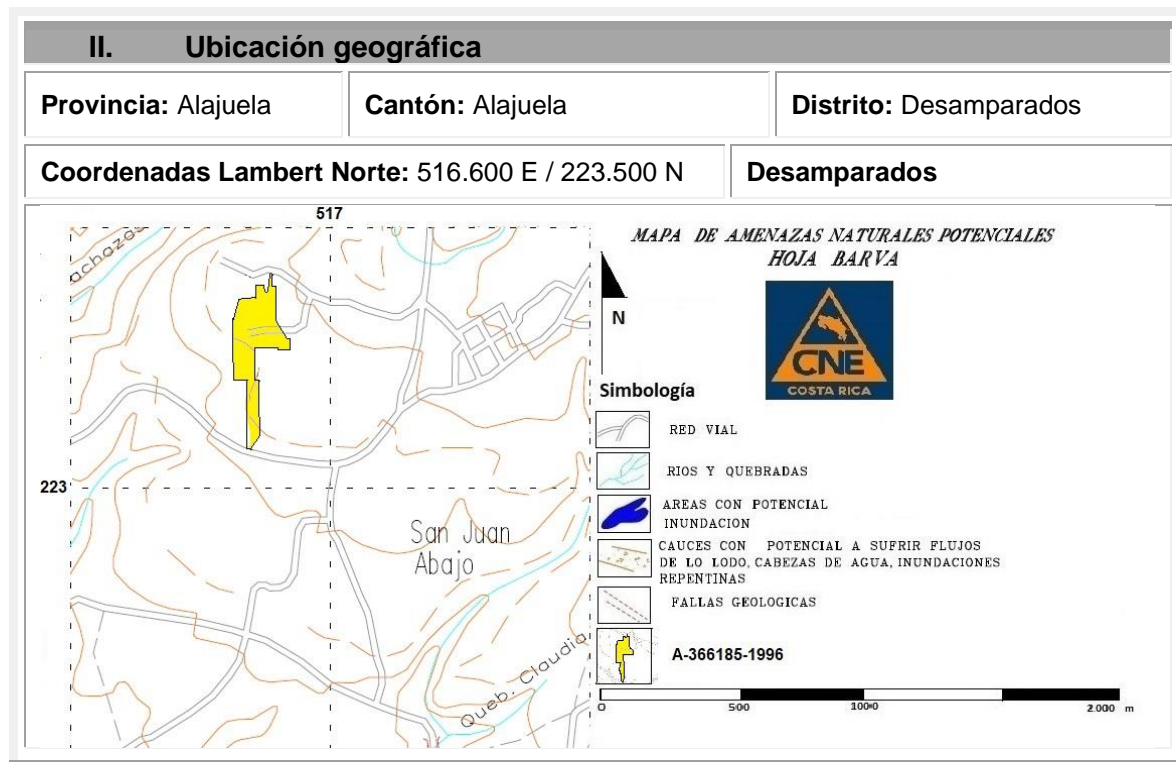 II. Ubicación geográfica
Provincia: Alajuela
Cantón: Alajuela
Distrito: Desamparados
Coordenadas Lambert Norte: 516.600 E / 223.500 N
Desamparados
517
achazas
223
San Juan
Abajo
Queb. Claudia
MAPA DE AMENAZAS NATURALES POTENCIALES
HOJA BARVA
N
CNE
COSTA RICA
Simbología
RED VIAL
RIOS Y QUEBRADAS
AREAS CON POTENCIAL
INUNDACION
CAUCES CON POTENCIAL A SUFRIR FLUJOS
DE LO LODO, CABEZAS DE AGUA, INUNDACIONES
REPENTINAS
FALLAS GEOLOGICAS
A-366185-1996
0 500 1000 2.000 m